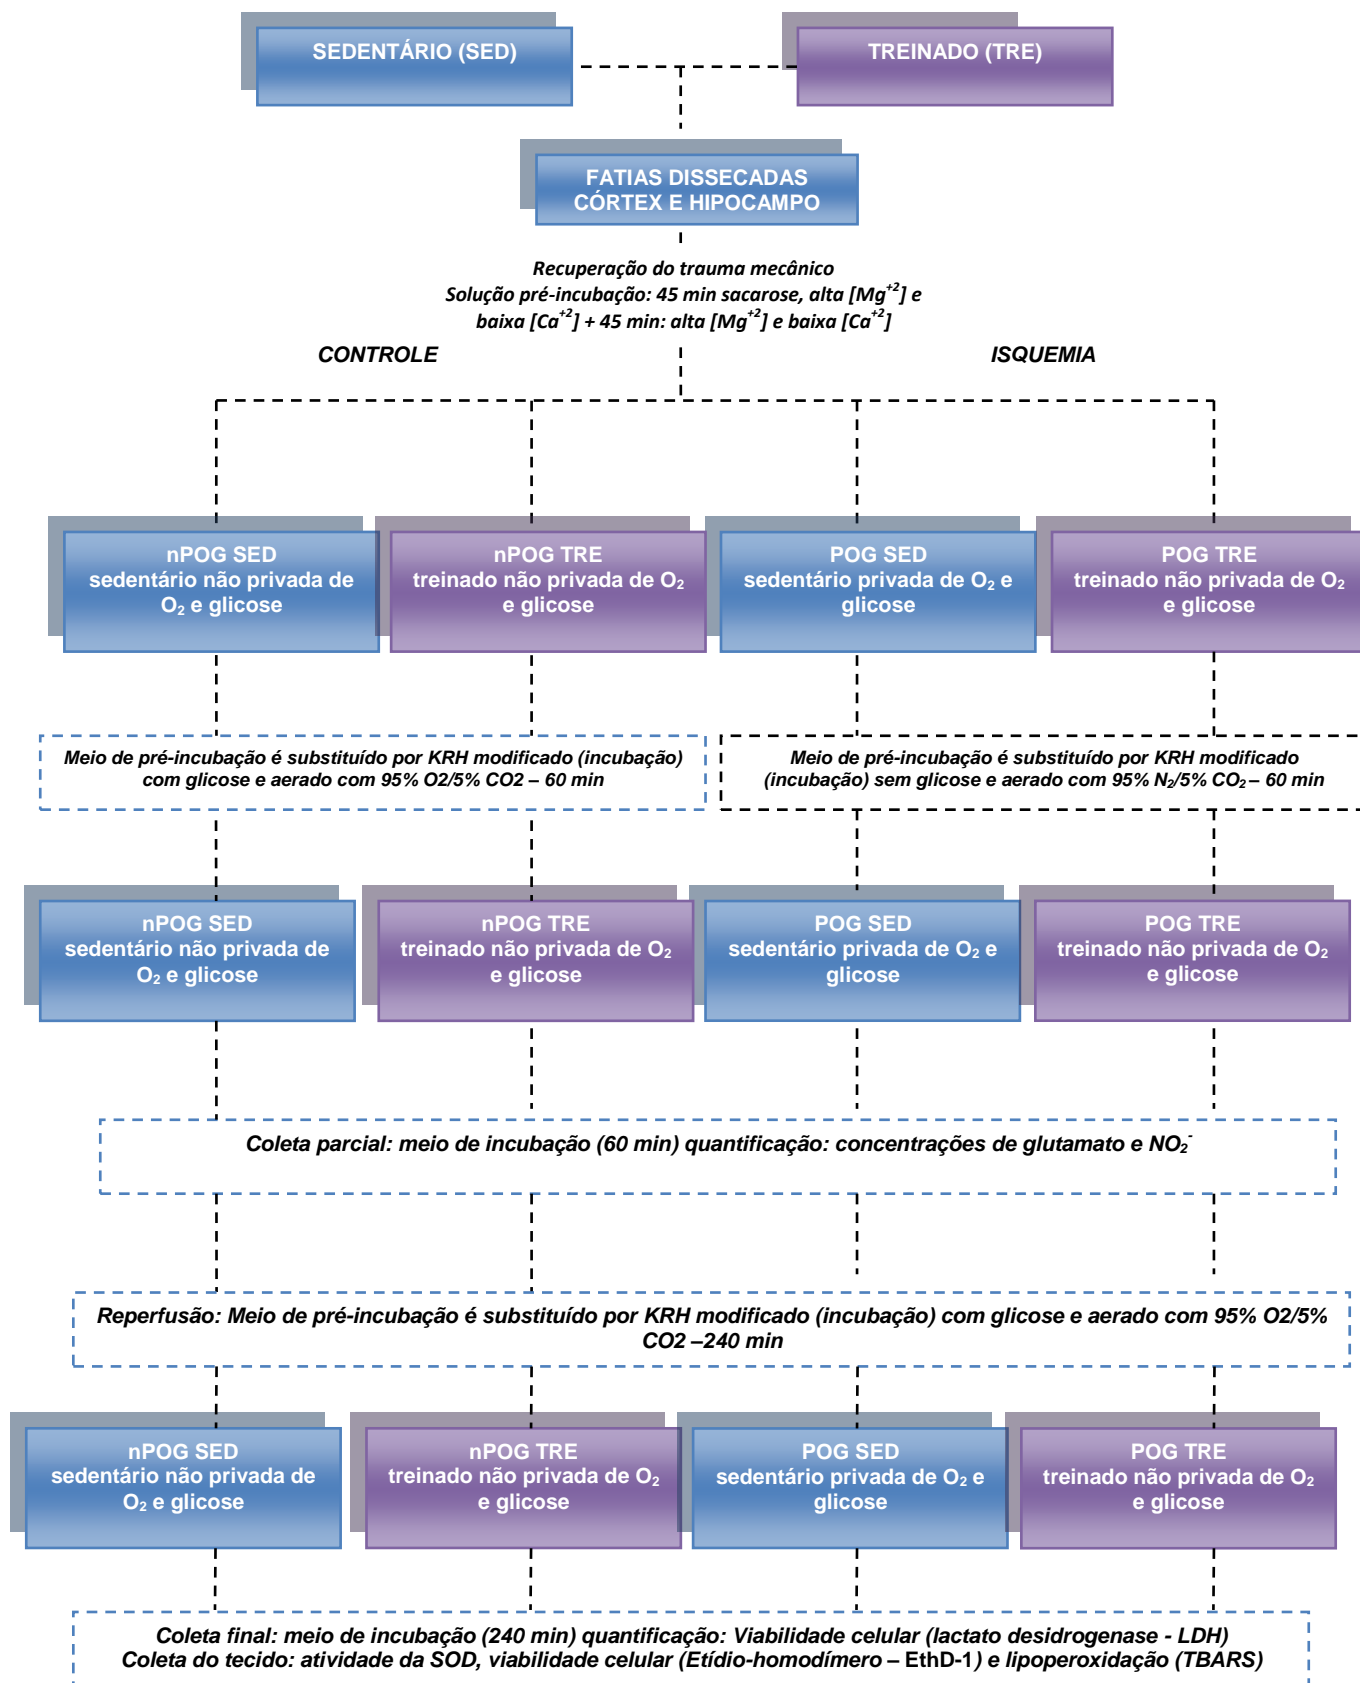 SEDENTÁRIO (SED)
TREINADO (TRE)
FATIAS DISSECADAS
CÓRTEX E HIPOCAMPO
Recuperação do trauma mecânico
Solução pré-incubação: 45 min sacarose, alta [Mg⁺²] e
baixa [Ca⁺²] + 45 min: alta [Mg⁺²] e baixa [Ca⁺²]
CONTROLE
ISQUEMIA
nPOG SED
sedentário não privada de
O₂ e glicose
nPOG TRE
treinado não privada de O₂
e glicose
POG SED
sedentário privada de O₂ e
glicose
POG TRE
treinado não privada de O₂
e glicose
Meio de pré-incubação é substituído por KRH modificado (incubação)
com glicose e aerado com 95% O2/5% CO2 – 60 min
Meio de pré-incubação é substituído por KRH modificado
(incubação) sem glicose e aerado com 95% N₂/5% CO₂ – 60 min
nPOG SED
sedentário não privada de
O₂ e glicose
nPOG TRE
treinado não privada de O₂
e glicose
POG SED
sedentário privada de O₂ e
glicose
POG TRE
treinado não privada de O₂
e glicose
Coleta parcial: meio de incubação (60 min) quantificação: concentrações de glutamato e NO₂⁻
Reperfusão: Meio de pré-incubação é substituído por KRH modificado (incubação) com glicose e aerado com 95% O2/5%
CO2 –240 min
nPOG SED
sedentário não privada de
O₂ e glicose
nPOG TRE
treinado não privada de O₂
e glicose
POG SED
sedentário privada de O₂ e
glicose
POG TRE
treinado não privada de O₂
e glicose
Coleta final: meio de incubação (240 min) quantificação: Viabilidade celular (lactato desidrogenase - LDH)
Coleta do tecido: atividade da SOD, viabilidade celular (Etídio-homodímero – EthD-1) e lipoperoxidação (TBARS)